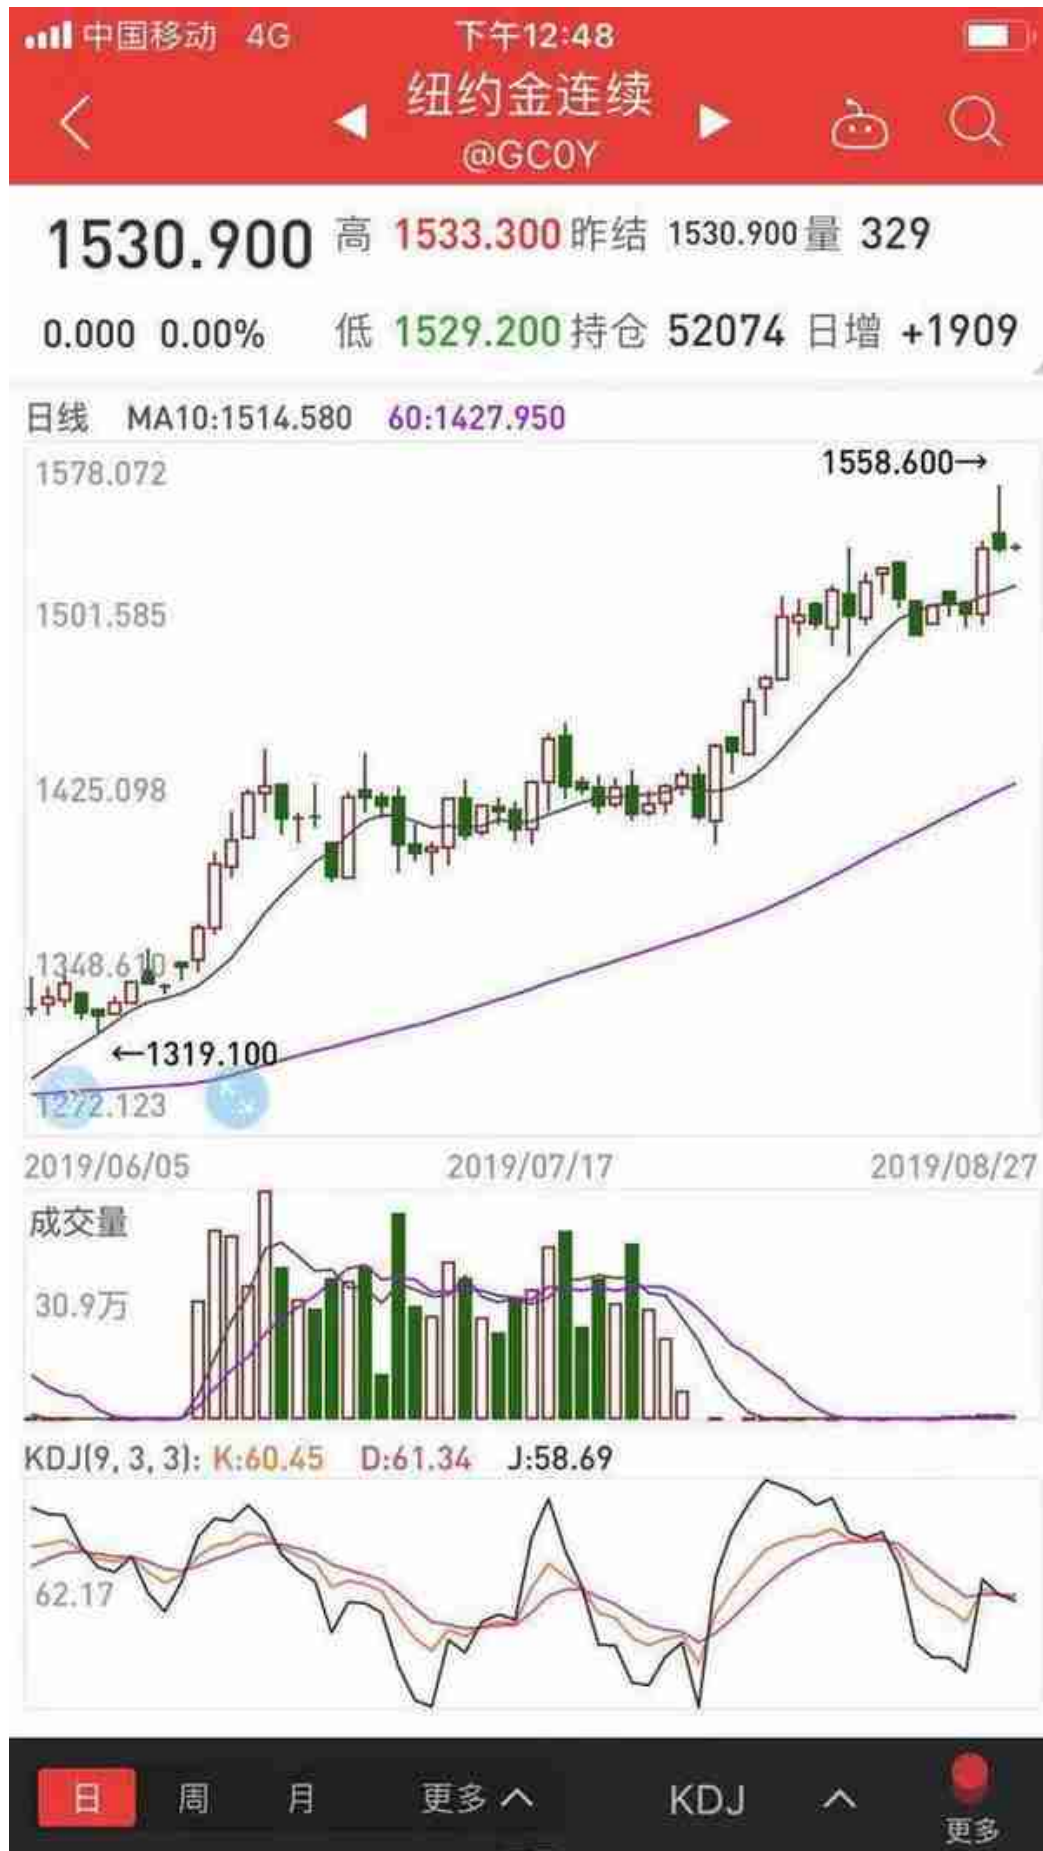 中国移动 4G 下午12:48
纽约金连续
@GC0Y
1530.900 高 1533.300 昨结 1530.900 量 329
0.000 0.00% 低 1529.200 持仓 52074 日增 +1909
日线 MA10:1514.580 60:1427.950
1558.600→
1578.072
1501.585
1425.098
1348.610
←1319.100
1272.123
2019/06/05 2019/07/17 2019/08/27
成交量
30.9万
KDJ(9, 3, 3): K:60.45 D:61.34 J:58.69
62.17
日 周 月 更多 KDJ 更多